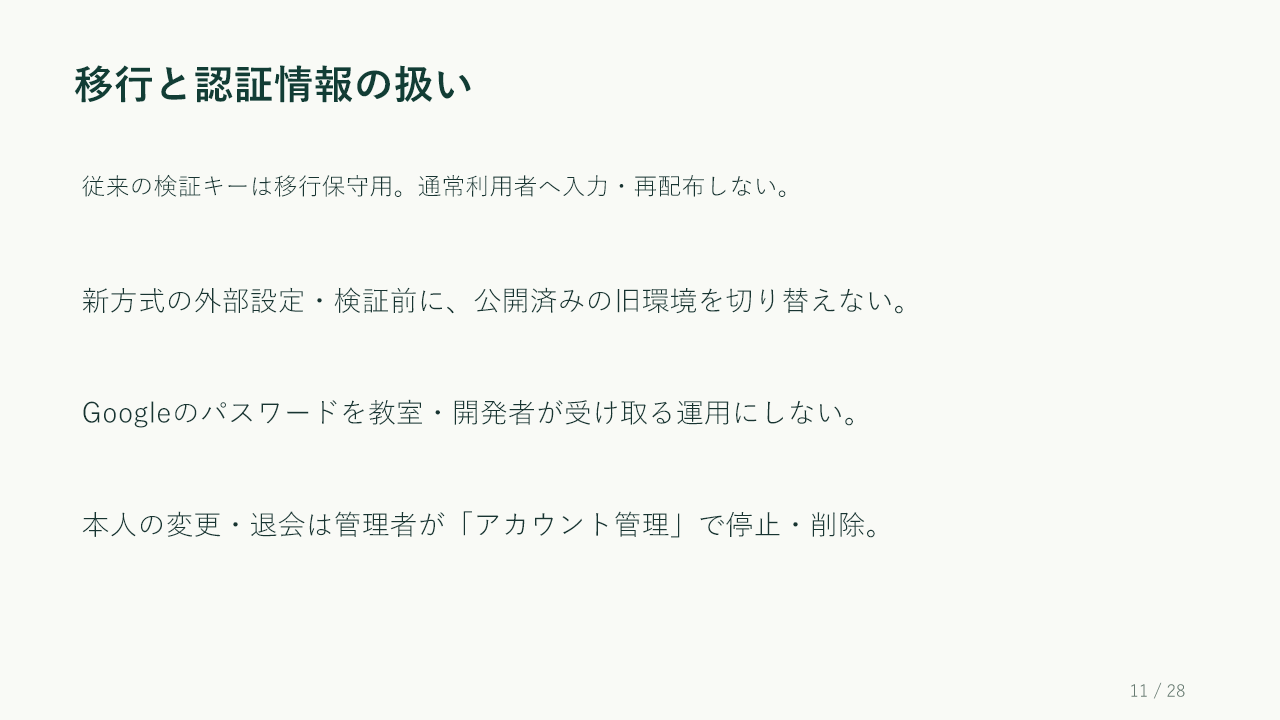 移行と認証情報の扱い
従来の検証キーは移行保守用。通常利用者へ入力・再配布しない。
新方式の外部設定・検証前に、公開済みの旧環境を切り替えない。
Googleのパスワードを教室・開発者が受け取る運用にしない。
本人の変更・退会は管理者が「アカウント管理」で停止・削除。
11 / 28